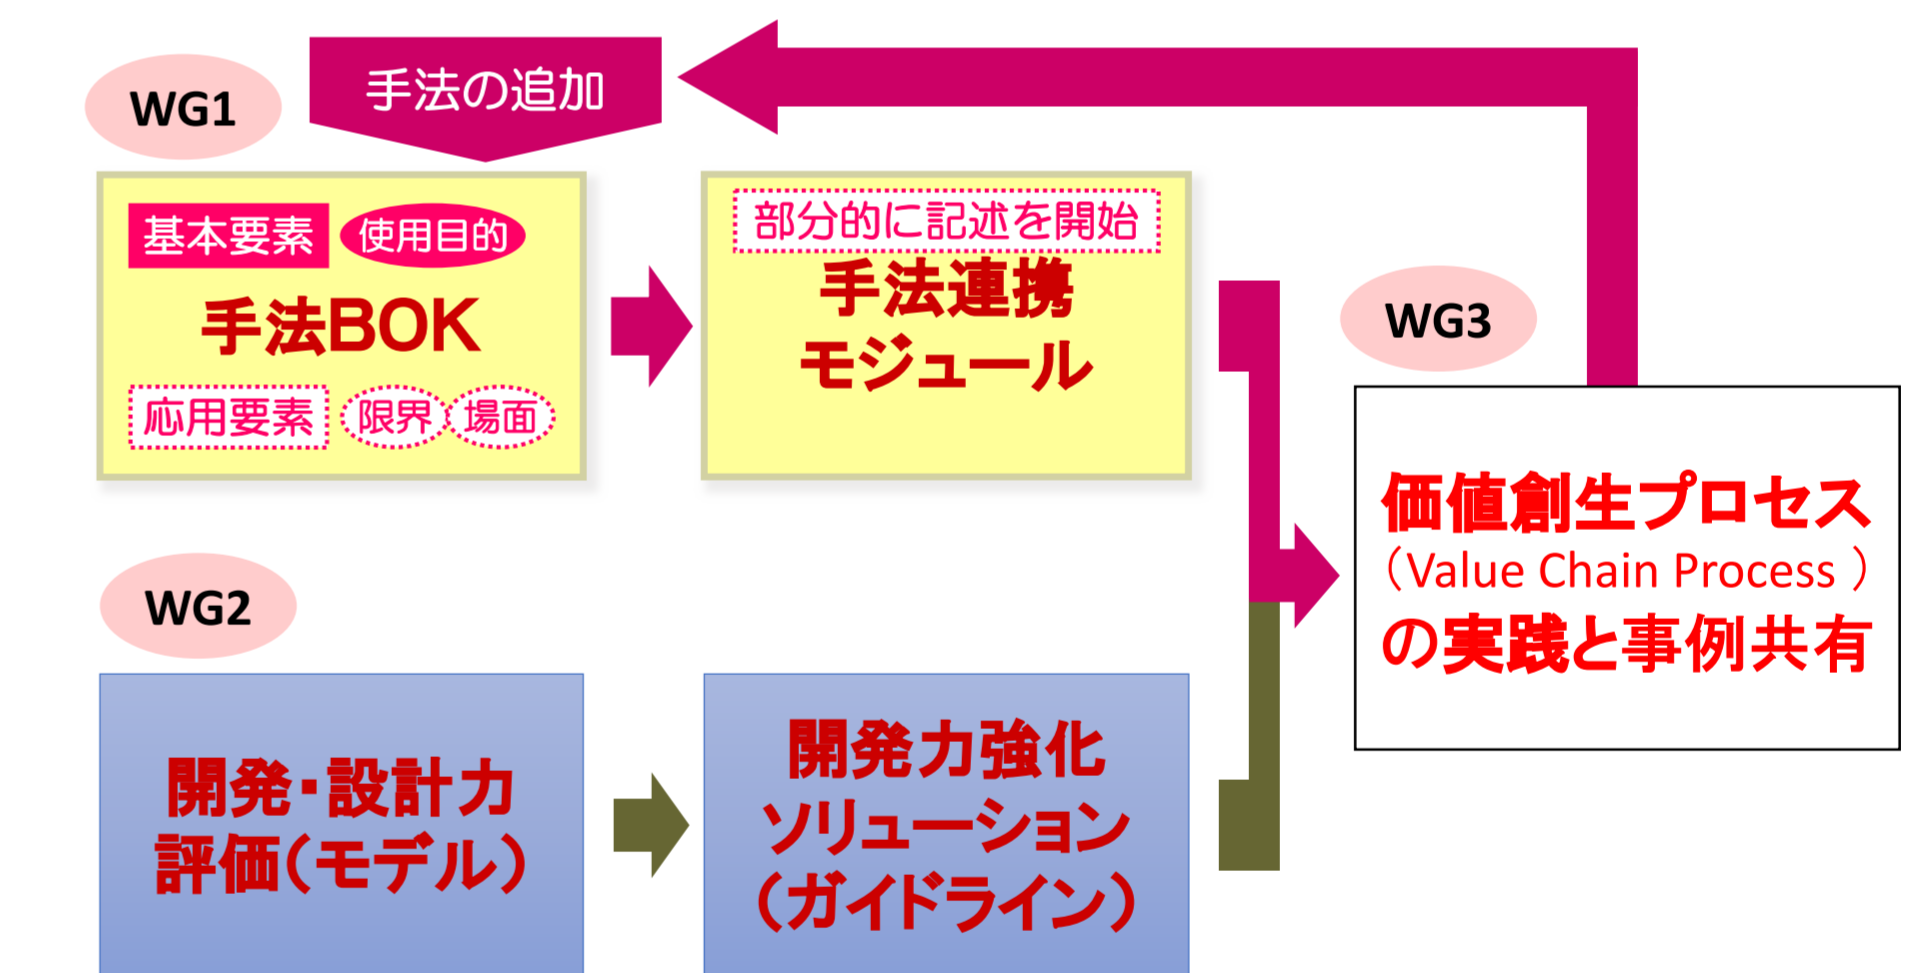 WG1
手法の追加
基本要素
使用目的
手法BOK
応用要素
限界
場面
部分的に記述を開始
手法連携
モジュール
WG2
開発・設計力
評価(モデル)
開発力強化
ソリューション
(ガイドライン)
WG3
価値創生プロセス
(Value Chain Process )
の実践と事例共有